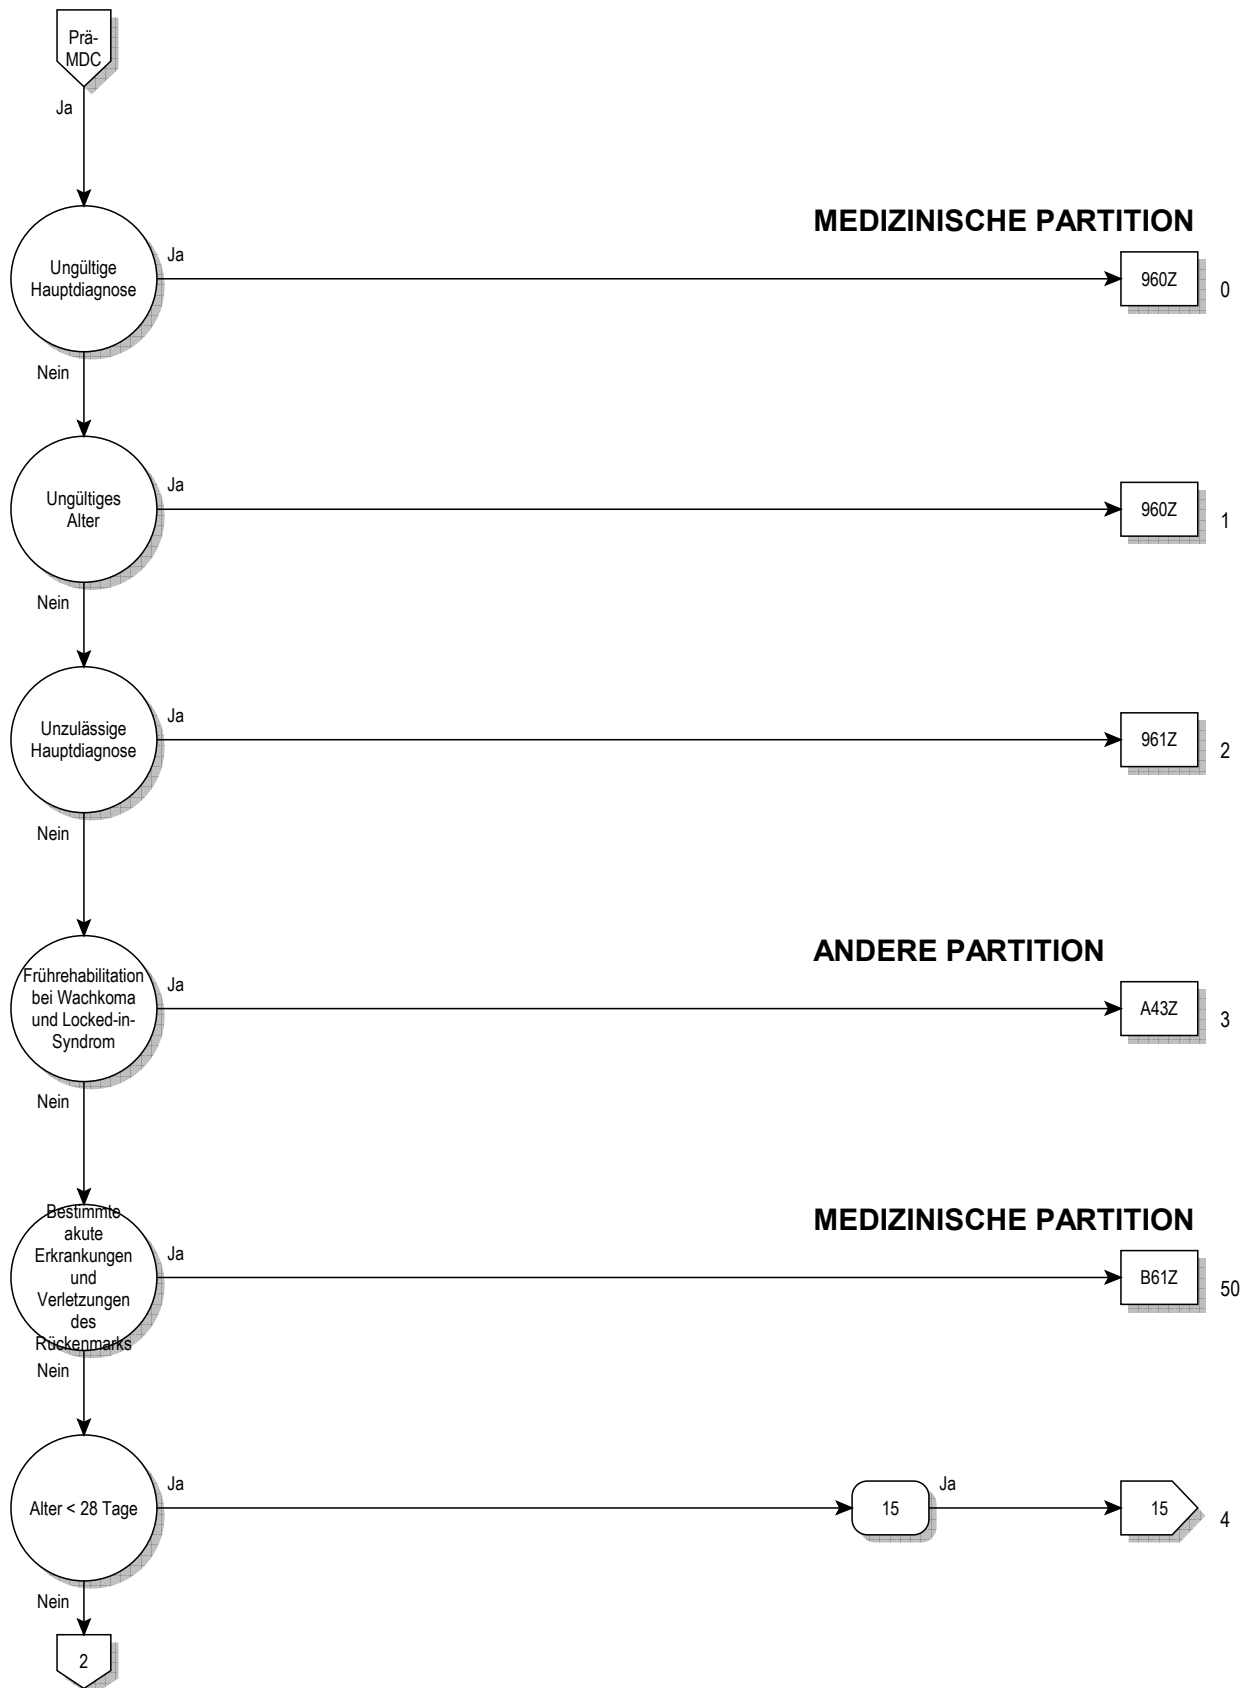 Prä-
MDC
Ja
MEDIZINISCHE PARTITION
Ungültige
Hauptdiagnose
Ja
960Z
0
Nein
Ungültiges
Alter
Ja
960Z
1
Nein
Unzulässige
Hauptdiagnose
Ja
961Z
2
Nein
ANDERE PARTITION
Frührehabilitation
bei Wachkoma
und Locked-in-
Syndrom
Ja
A43Z
3
Nein
MEDIZINISCHE PARTITION
Bestimmte
akute
Erkrankungen
und
Verletzungen
des
Rückenmarks
Ja
B61Z
50
Nein
Alter < 28 Tage
Ja
15
Ja
15
4
Nein
2